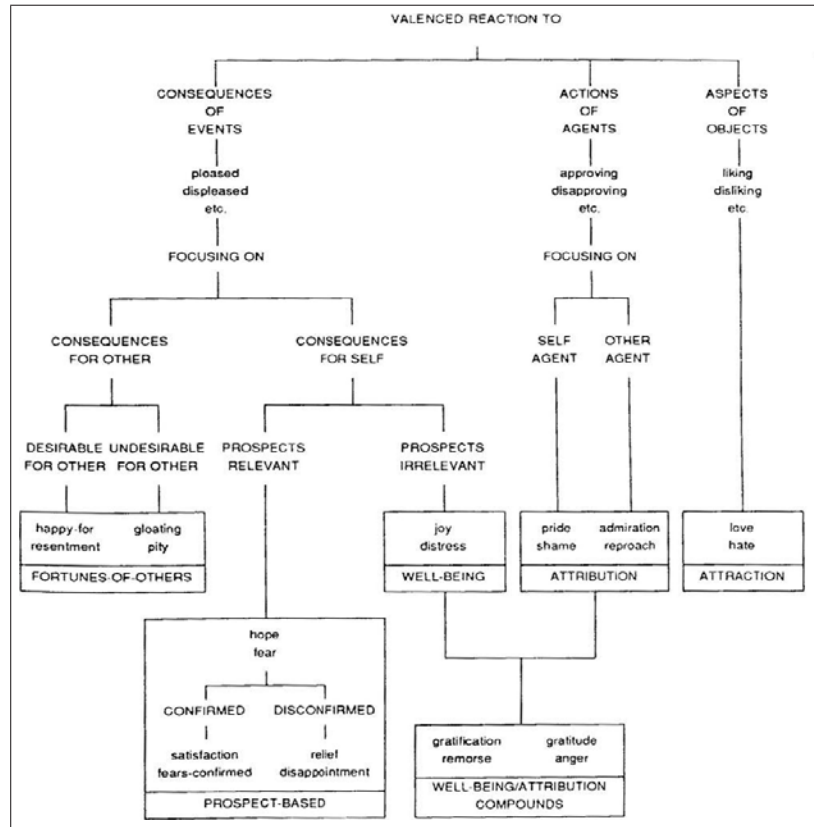 VALENCED REACTION TO
CONSEQUENCES
OF
EVENTS
ACTIONS
OF
AGENTS
ASPECTS
OF
OBJECTS
pleased
displeased
etc.
approving
disapproving
etc.
liking
disliking
etc.
FOCUSING ON
FOCUSING ON
CONSEQUENCES
FOR OTHER
CONSEQUENCES
FOR SELF
SELF
AGENT
OTHER
AGENT
DESIRABLE
FOR OTHER
UNDESIRABLE
FOR OTHER
PROSPECTS
RELEVANT
PROSPECTS
IRRELEVANT
happy-for
resentment
gloating
pity
FORTUNES-OF-OTHERS
joy
distress
WELL-BEING
pride
shame
admiration
reproach
ATTRIBUTION
love
hate
ATTRACTION
hope
fear
CONFIRMED
DISCONFIRMED
satisfaction
fears-confirmed
relief
disappointment
PROSPECT-BASED
gratification
remorse
gratitude
anger
WELL-BEING/ATTRIBUTION
COMPOUNDS